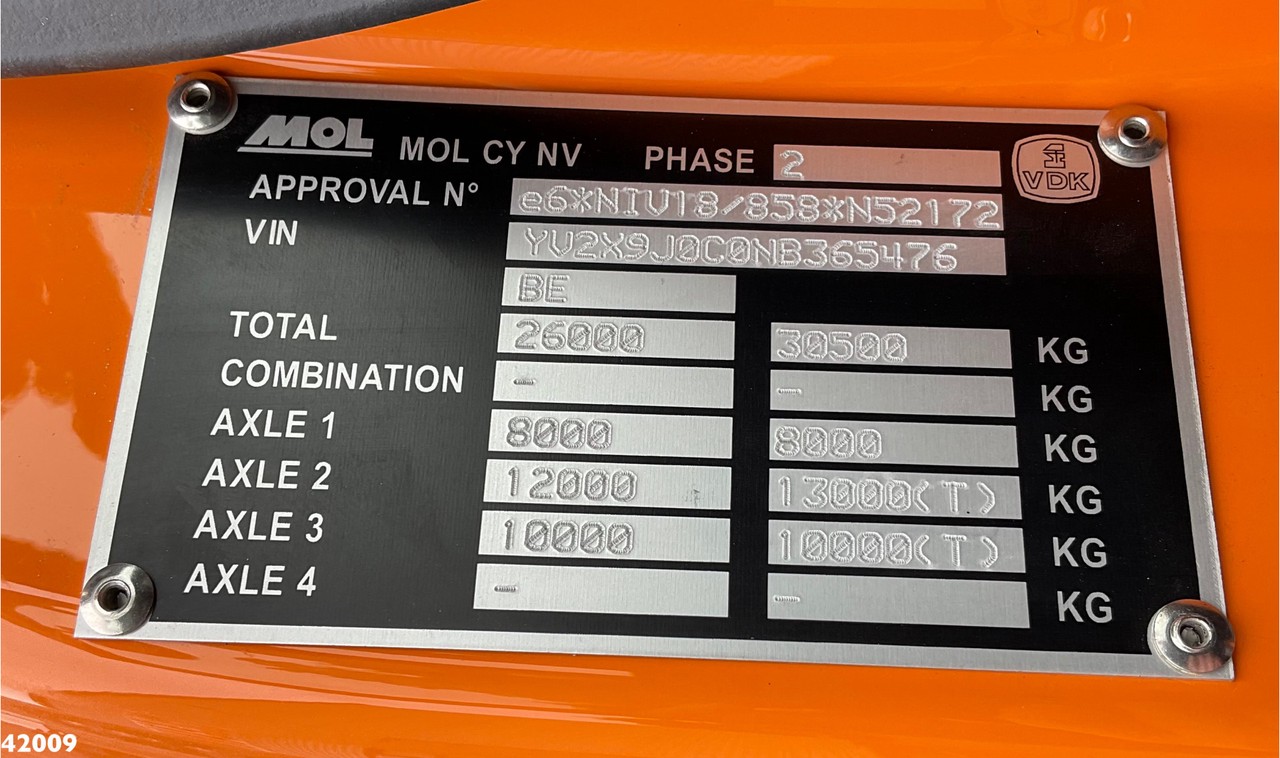 MOL MOL CY NV PHASE 2
1 VDK
APPROVAL N° e6*NIV18/858*N52172
VIN YV2X9J0C0NB365476
BE
TOTAL 26000 30500 KG
COMBINATION - - KG
AXLE 1 8000 8000 KG
AXLE 2 12000 13000(T) KG
AXLE 3 10000 10000(T) KG
AXLE 4 - - KG
42009